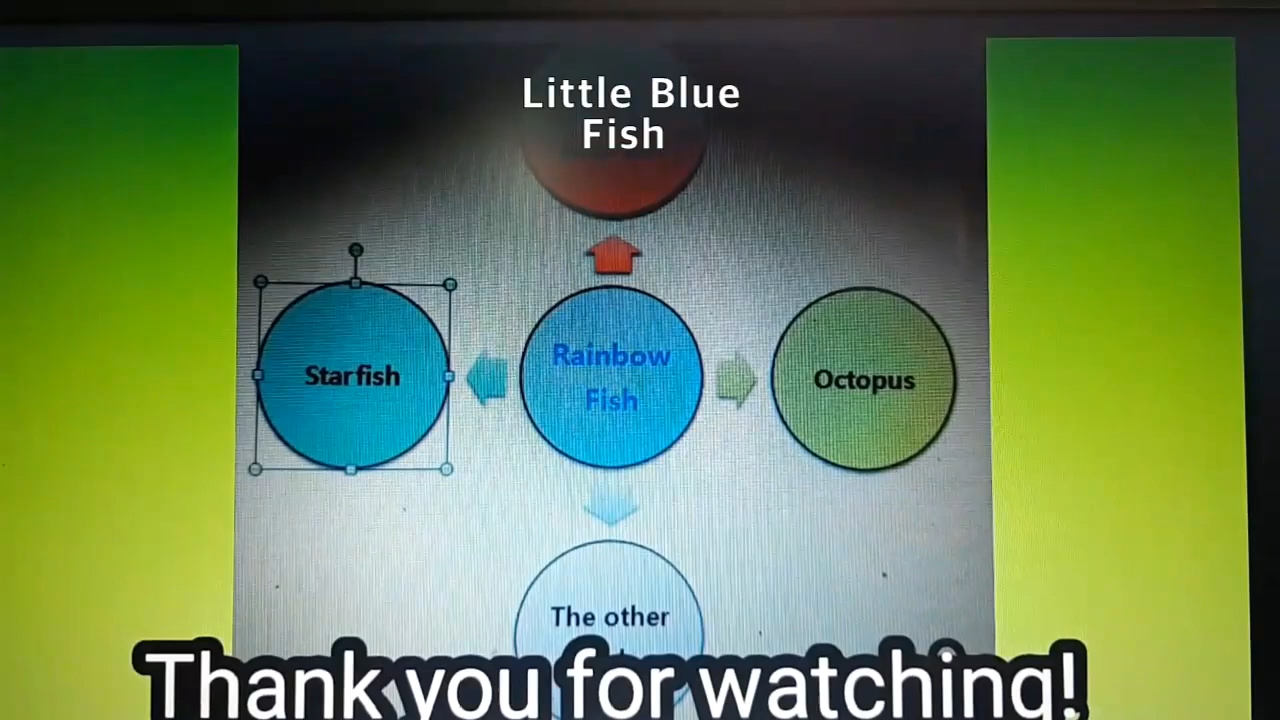 Little Blue
Fish
Starfish
Rainbow
Fish
Octopus
The other
Thank you for watching!